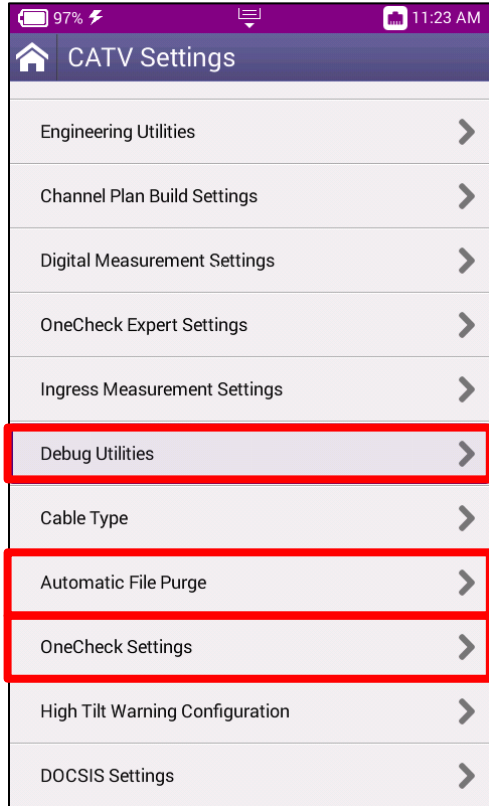 97%
11:23 AM
CATV Settings
Engineering Utilities
Channel Plan Build Settings
Digital Measurement Settings
OneCheck Expert Settings
Ingress Measurement Settings
Debug Utilities
Cable Type
Automatic File Purge
OneCheck Settings
High Tilt Warning Configuration
DOCSIS Settings